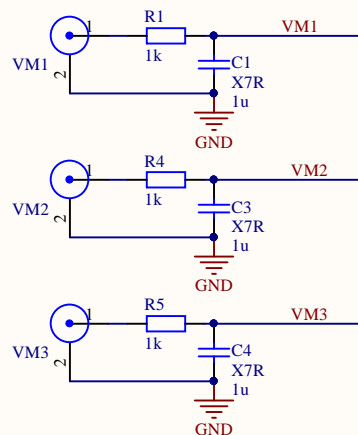 1 R1 VM1
VM1 2 1k C1
X7R
1u
GND
1 R4 VM2
VM2 2 1k C3
X7R
1u
GND
1 R5 VM3
VM3 2 1k C4
X7R
1u
GND